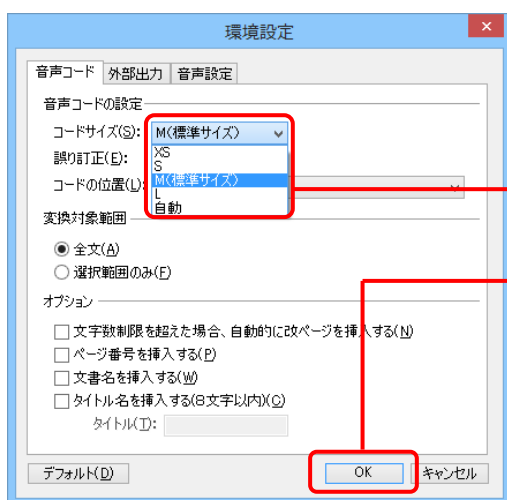 環境設定
音声コード 外部出力 音声設定
音声コードの設定
コードサイズ(S): M(標準サイズ)
XS
S
誤り訂正(E):
M(標準サイズ)
コードの位置(L):
L
自動
変換対象範囲
全文(A)
選択範囲のみ(F)
オプション
文字数制限を超えた場合、自動的に改ページを挿入する(N)
ページ番号を挿入する(P)
文書名を挿入する(W)
タイトル名を挿入する(8文字以内)(C)
タイトル(T):
デフォルト(D) OK キャンセル